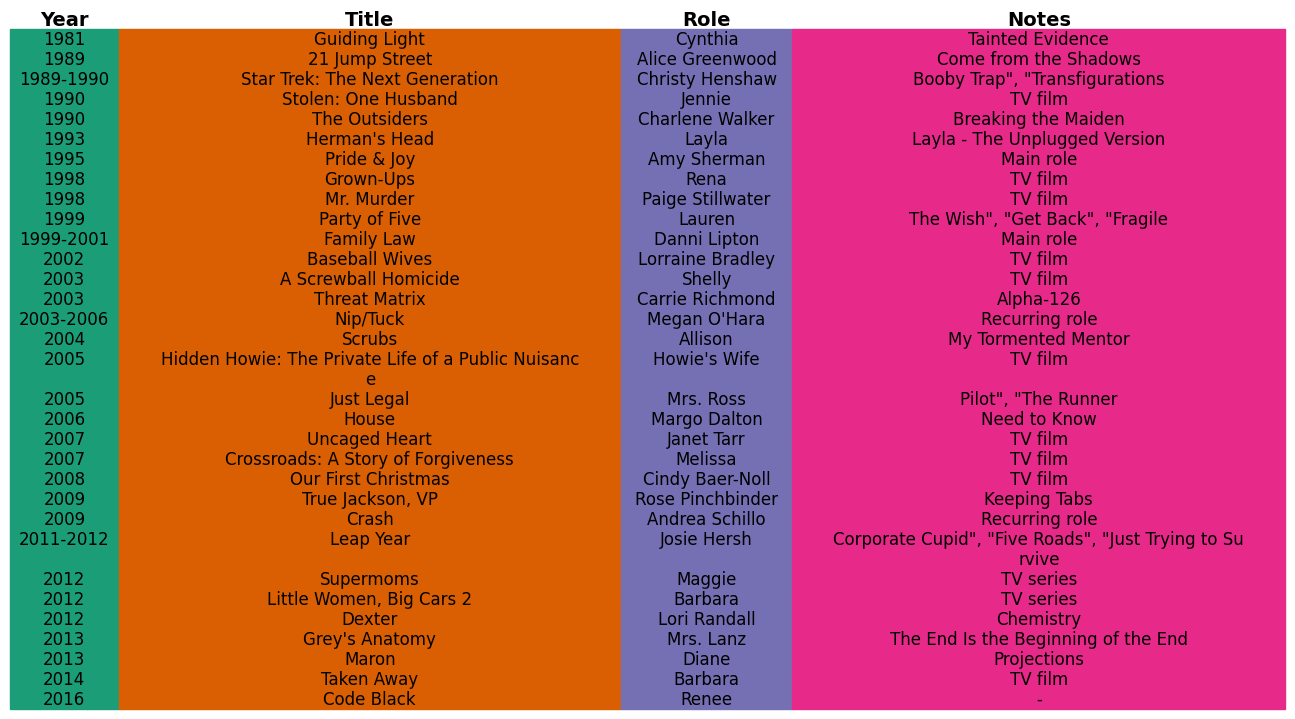 Year Title Role Notes
1981 Guiding Light Cynthia Tainted Evidence
1989 21 Jump Street Alice Greenwood Come from the Shadows
1989-1990 Star Trek: The Next Generation Christy Henshaw Booby Trap", "Transfigurations
1990 Stolen: One Husband Jennie TV film
1990 The Outsiders Charlene Walker Breaking the Maiden
1993 Herman's Head Layla Layla - The Unplugged Version
1995 Pride & Joy Amy Sherman Main role
1998 Grown-Ups Rena TV film
1998 Mr. Murder Paige Stillwater TV film
1999 Party of Five Lauren The Wish", "Get Back", "Fragile
1999-2001 Family Law Danni Lipton Main role
2002 Baseball Wives Lorraine Bradley TV film
2003 A Screwball Homicide Shelly TV film
2003 Threat Matrix Carrie Richmond Alpha-126
2003-2006 Nip/Tuck Megan O'Hara Recurring role
2004 Scrubs Allison My Tormented Mentor
2005 Hidden Howie: The Private Life of a Public Nuisanc Howie's Wife TV film
e
2005 Just Legal Mrs. Ross Pilot", "The Runner
2006 House Margo Dalton Need to Know
2007 Uncaged Heart Janet Tarr TV film
2007 Crossroads: A Story of Forgiveness Melissa TV film
2008 Our First Christmas Cindy Baer-Noll TV film
2009 True Jackson, VP Rose Pinchbinder Keeping Tabs
2009 Crash Andrea Schillo Recurring role
2011-2012 Leap Year Josie Hersh Corporate Cupid", "Five Roads", "Just Trying to Su
rvive
2012 Supermoms Maggie TV series
2012 Little Women, Big Cars 2 Barbara TV series
2012 Dexter Lori Randall Chemistry
2013 Grey's Anatomy Mrs. Lanz The End Is the Beginning of the End
2013 Maron Diane Projections
2014 Taken Away Barbara TV film
2016 Code Black Renee -